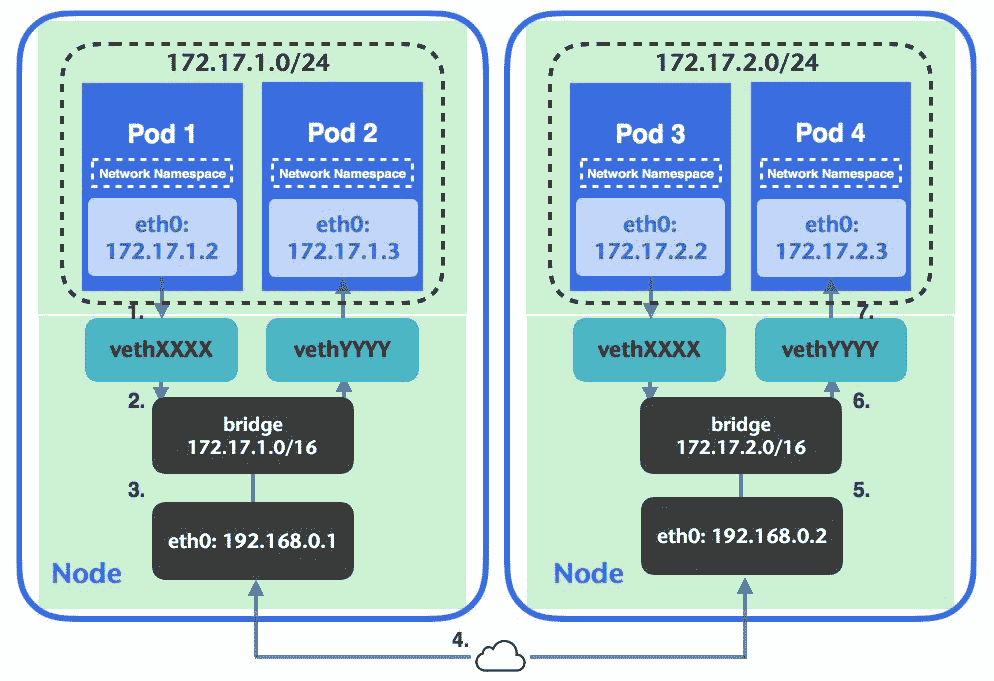 172.17.1.0/24
Pod 1
Network Namespace
eth0:
172.17.1.2
Pod 2
Network Namespace
eth0:
172.17.1.3
1.
vethXXXX
vethYYYY
2.
bridge
172.17.1.0/16
3.
eth0: 192.168.0.1
Node
4.
172.17.2.0/24
Pod 3
Network Namespace
eth0:
172.17.2.2
Pod 4
Network Namespace
eth0:
172.17.2.3
7.
vethXXXX
vethYYYY
6.
bridge
172.17.2.0/16
5.
eth0: 192.168.0.2
Node